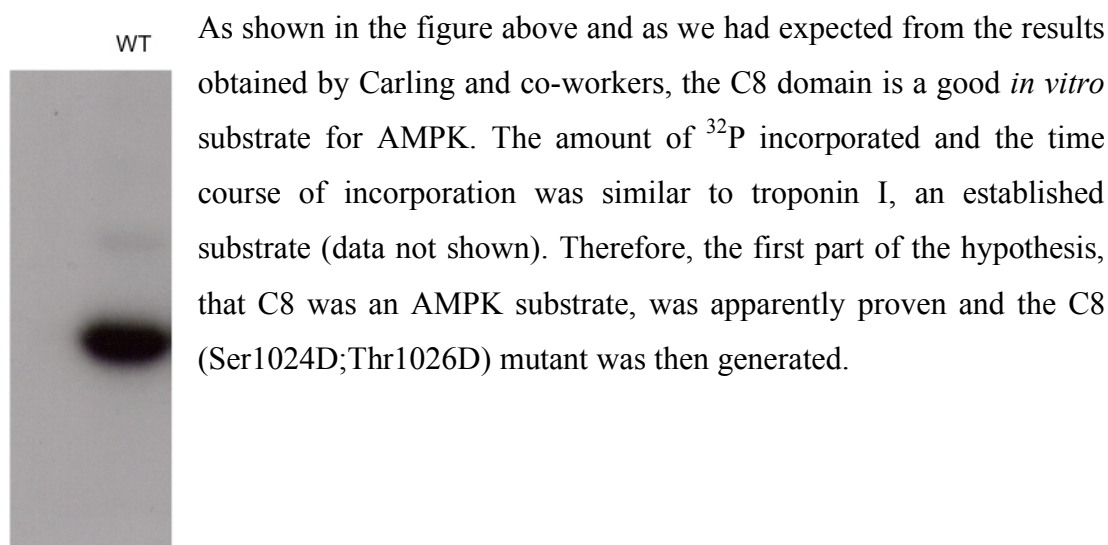 WT
As shown in the figure above and as we had expected from the results
obtained by Carling and co-workers, the C8 domain is a good in vitro
substrate for AMPK. The amount of ³²P incorporated and the time
course of incorporation was similar to troponin I, an established
substrate (data not shown). Therefore, the first part of the hypothesis,
that C8 was an AMPK substrate, was apparently proven and the C8
(Ser1024D;Thr1026D) mutant was then generated.